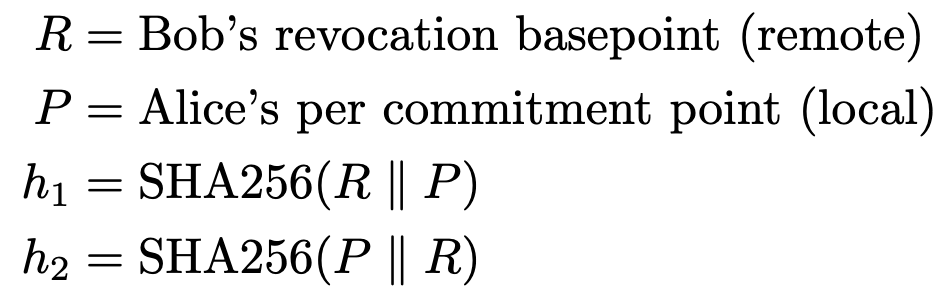 R = Bob's revocation basepoint (remote)
P = Alice's per commitment point (local)
h₁ = SHA256(R ∥ P)
h₂ = SHA256(P ∥ R)